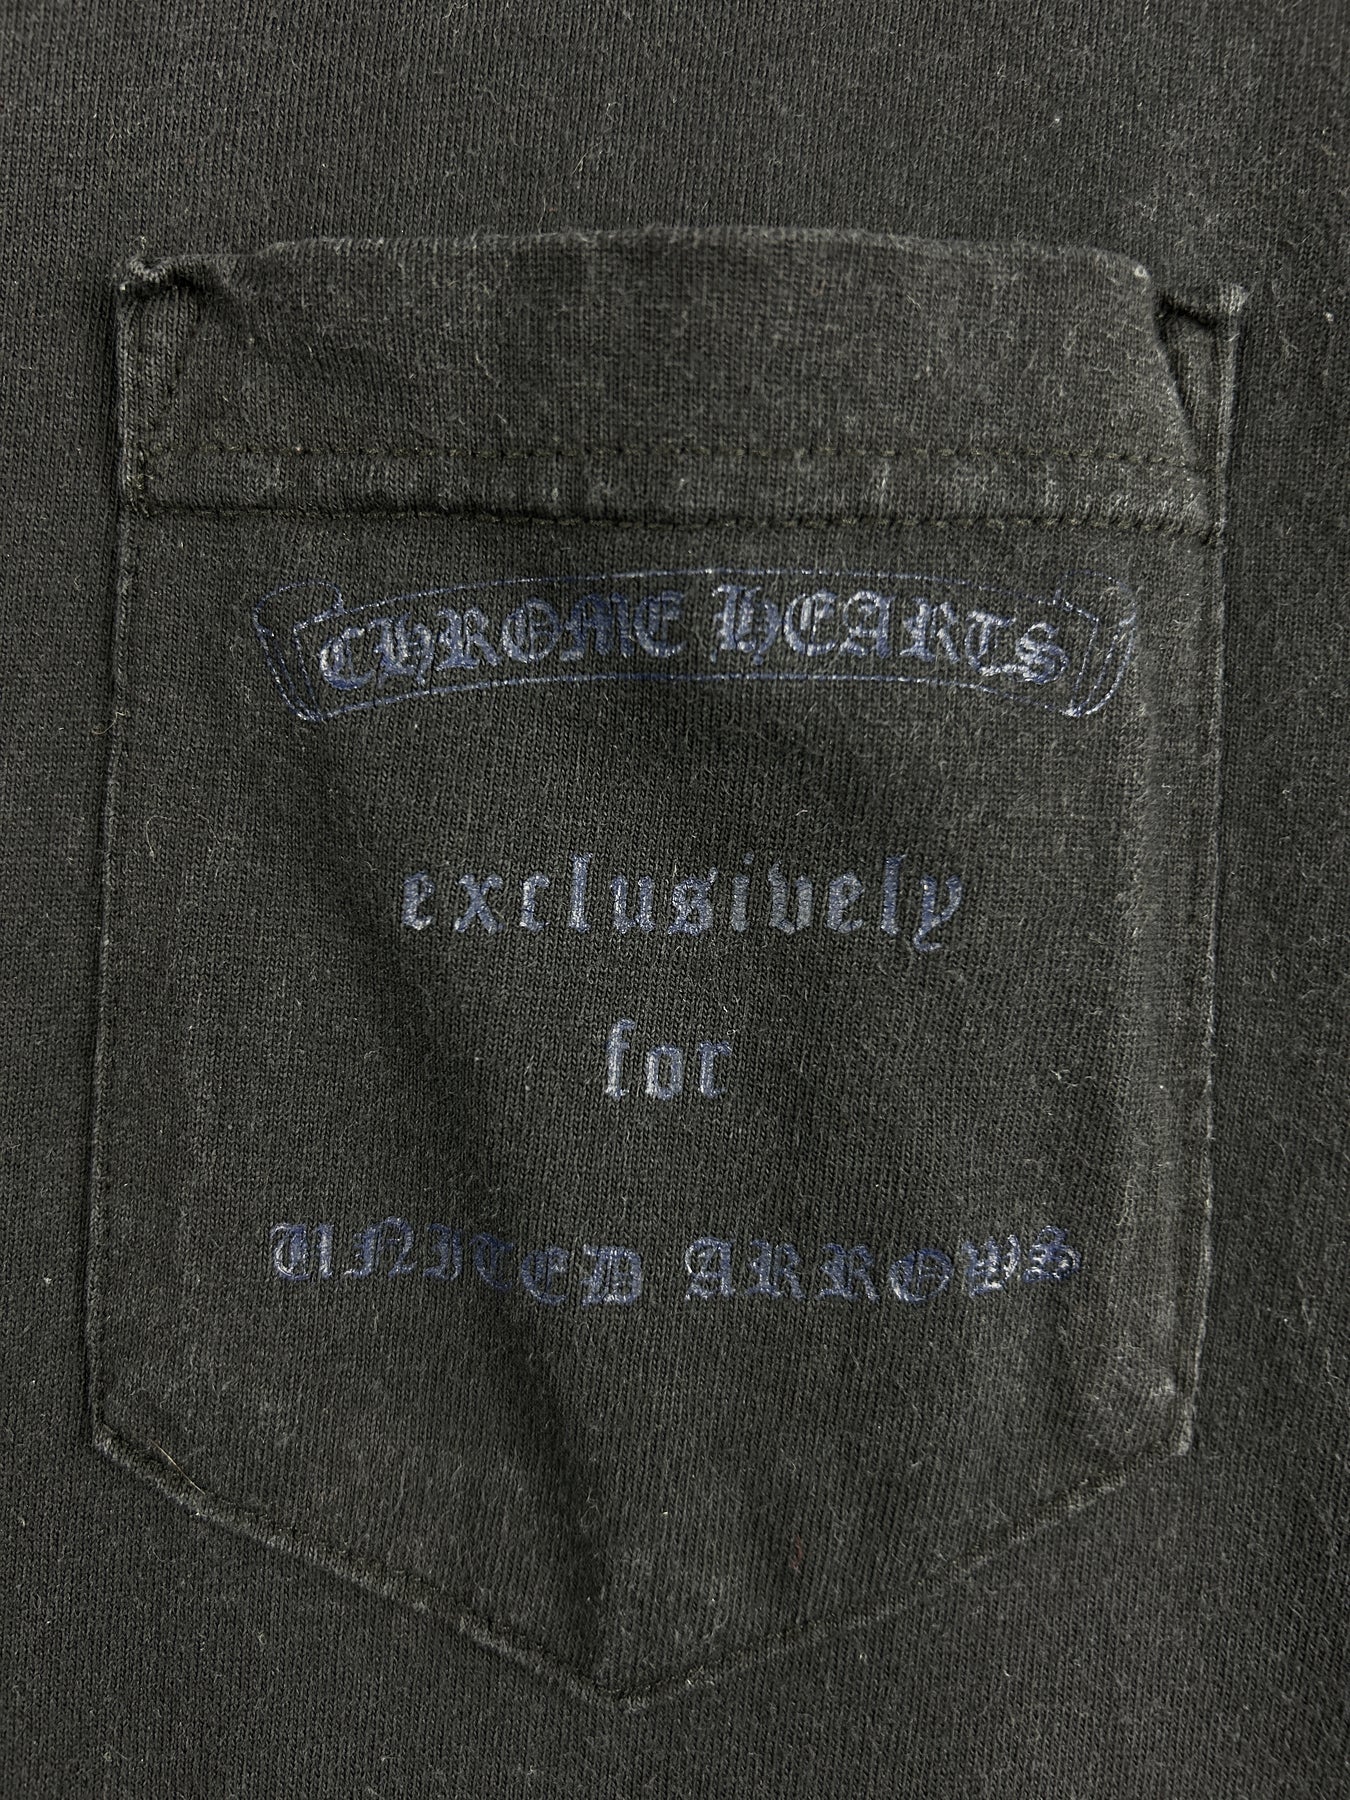 CHROME HEARTS
exclusively
for
UNITED ARROWS